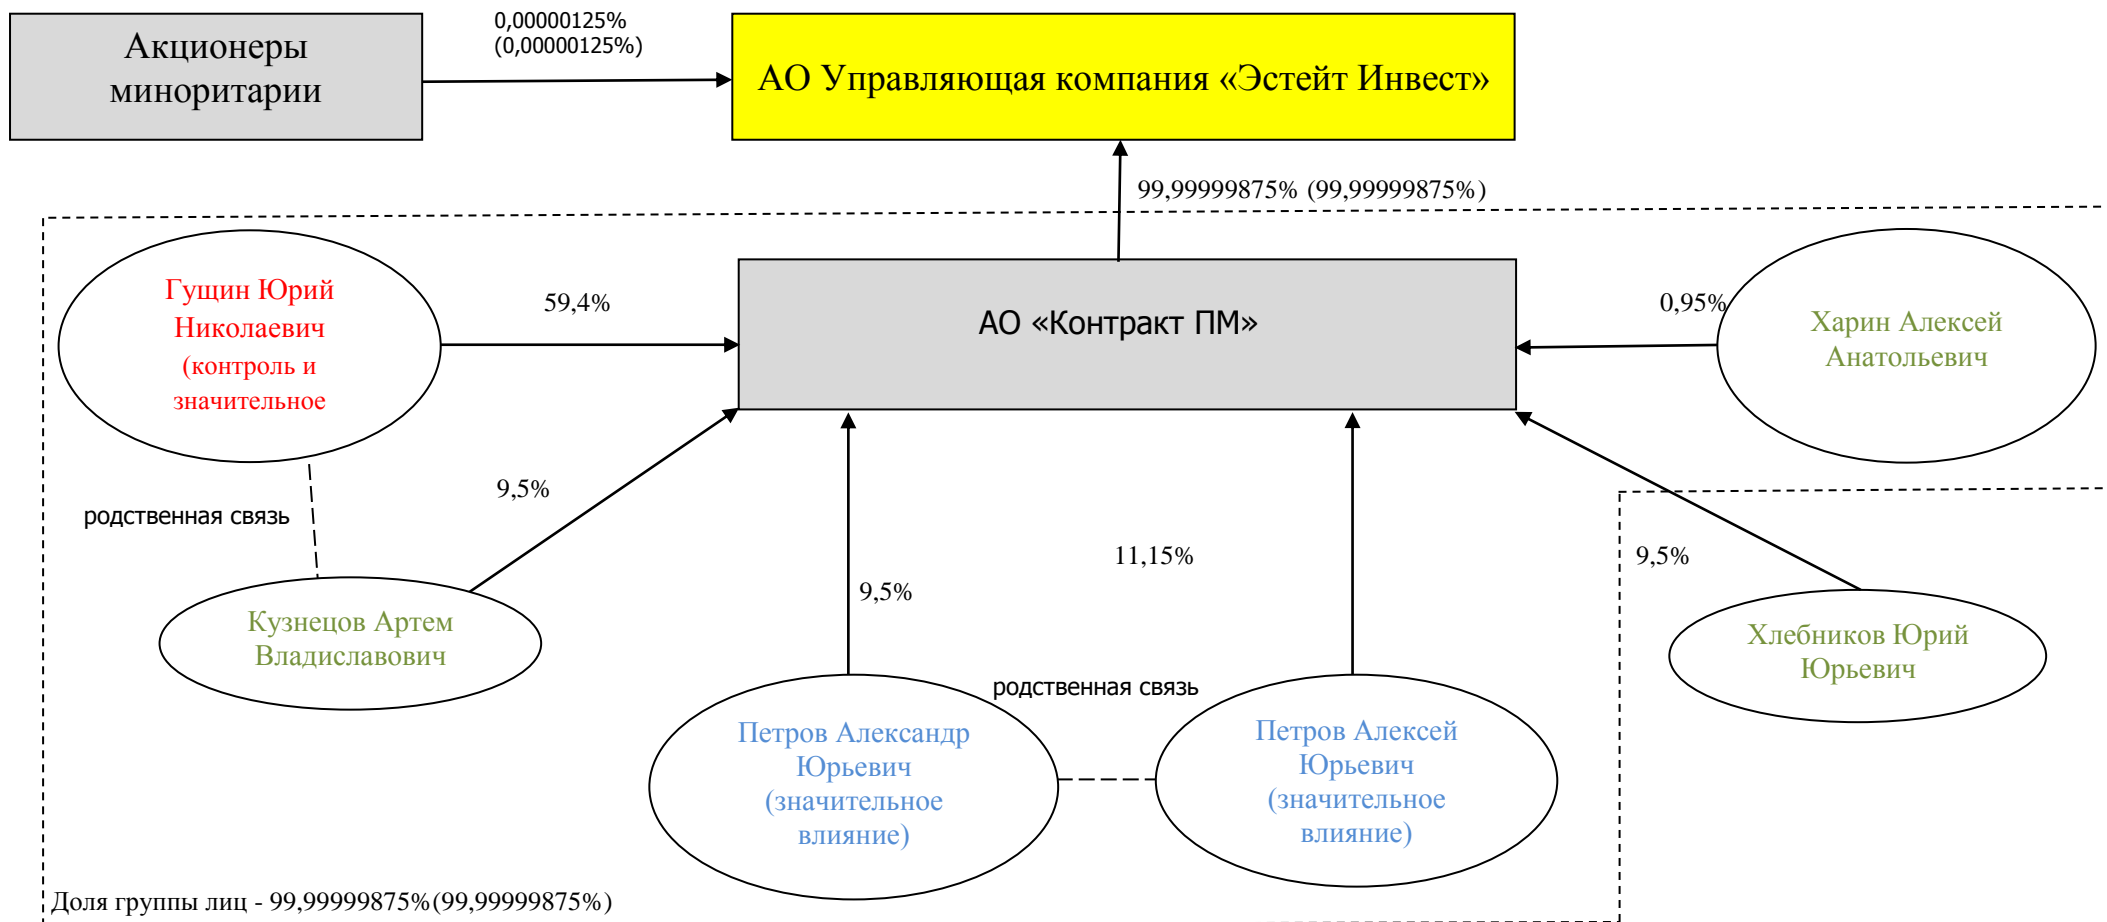 Акционеры
миноритарии
0,00000125%
(0,00000125%)
АО Управляющая компания «Эстейт Инвест»
99,99999875% (99,99999875%)
Гущин Юрий
Николаевич
(контроль и
значительное
59,4%
АО «Контракт ПМ»
0,95%
Харин Алексей
Анатольевич
родственная связь
9,5%
9,5%
11,15%
9,5%
Кузнецов Артем
Владиславович
Хлебников Юрий
Юрьевич
родственная связь
Петров Александр
Юрьевич
(значительное
влияние)
Петров Алексей
Юрьевич
(значительное
влияние)
Доля группы лиц - 99,99999875%(99,99999875%)